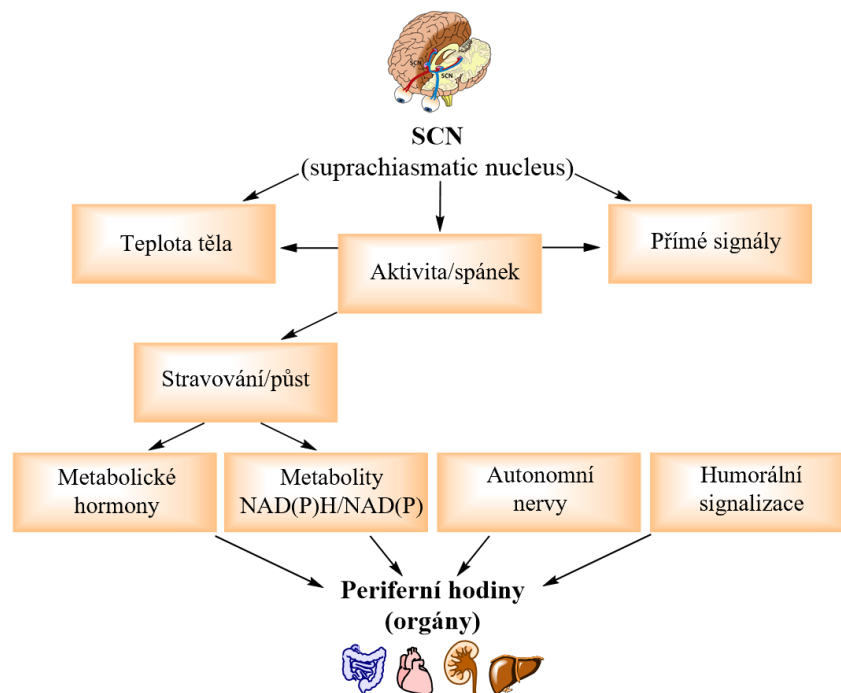 SCN
SCN
SCN
(suprachiasmatic nucleus)
Teplota těla
Aktivita/spánek
Přímé signály
Stravování/půst
Metabolické
hormony
Metabolity
NAD(P)H/NAD(P)
Autonomní
nervy
Humorální
signalizace
Periferní hodiny
(orgány)